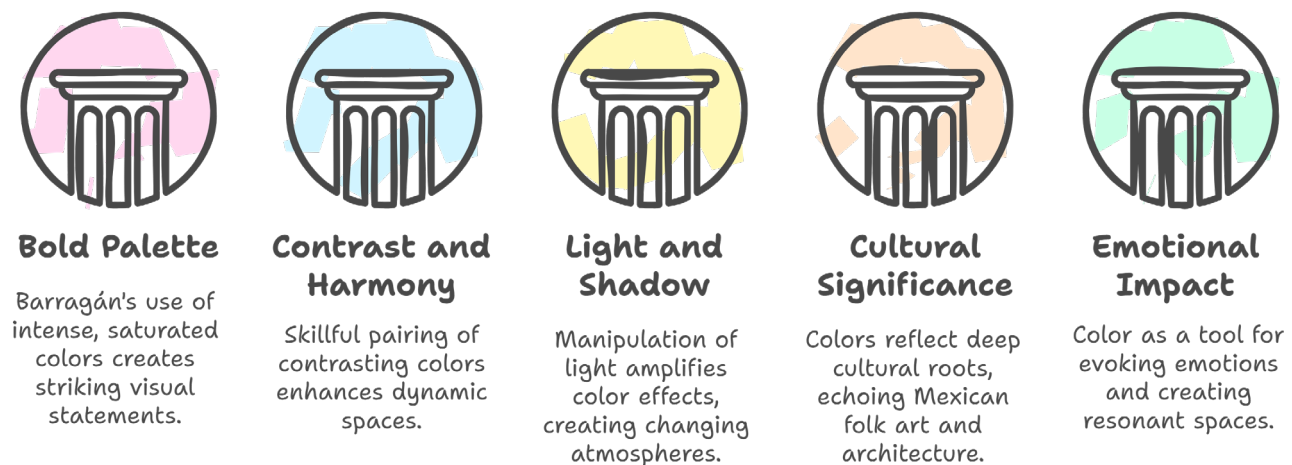 Bold Palette
Barragán's use of
intense, saturated
colors creates
striking visual
statements.
Contrast and
Harmony
Skillful pairing of
contrasting colors
enhances dynamic
spaces.
Light and
Shadow
Manipulation of
light amplifies
color effects,
creating changing
atmospheres.
Cultural
Significance
Colors reflect deep
cultural roots,
echoing Mexican
folk art and
architecture.
Emotional
Impact
Color as a tool for
evoking emotions
and creating
resonant spaces.